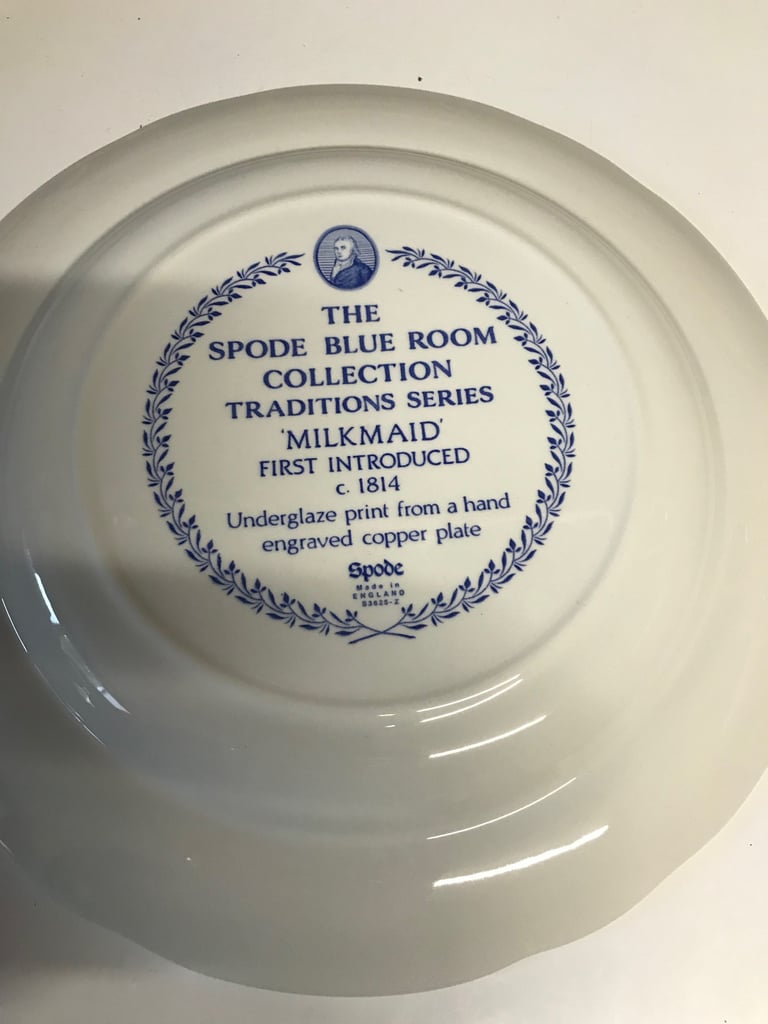 THE
SPODE BLUE ROOM
COLLECTION
TRADITIONS SERIES
'MILKMAID'
FIRST INTRODUCED
c. 1814
Underglaze print from a hand
engraved copper plate
Spode
Made in
ENGLAND
S3625-Z